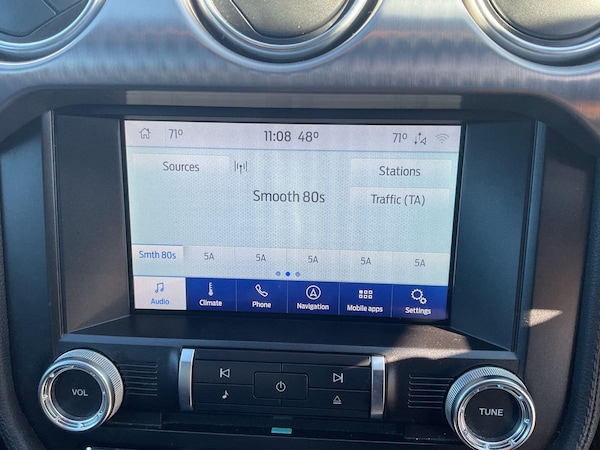 71° 11:08 48° 71°
Sources Stations
Smooth 80s
Traffic (TA)
Smth 80s 5A 5A 5A 5A 5A
Audio Climate Phone Navigation Mobile apps Settings
VOL TUNE